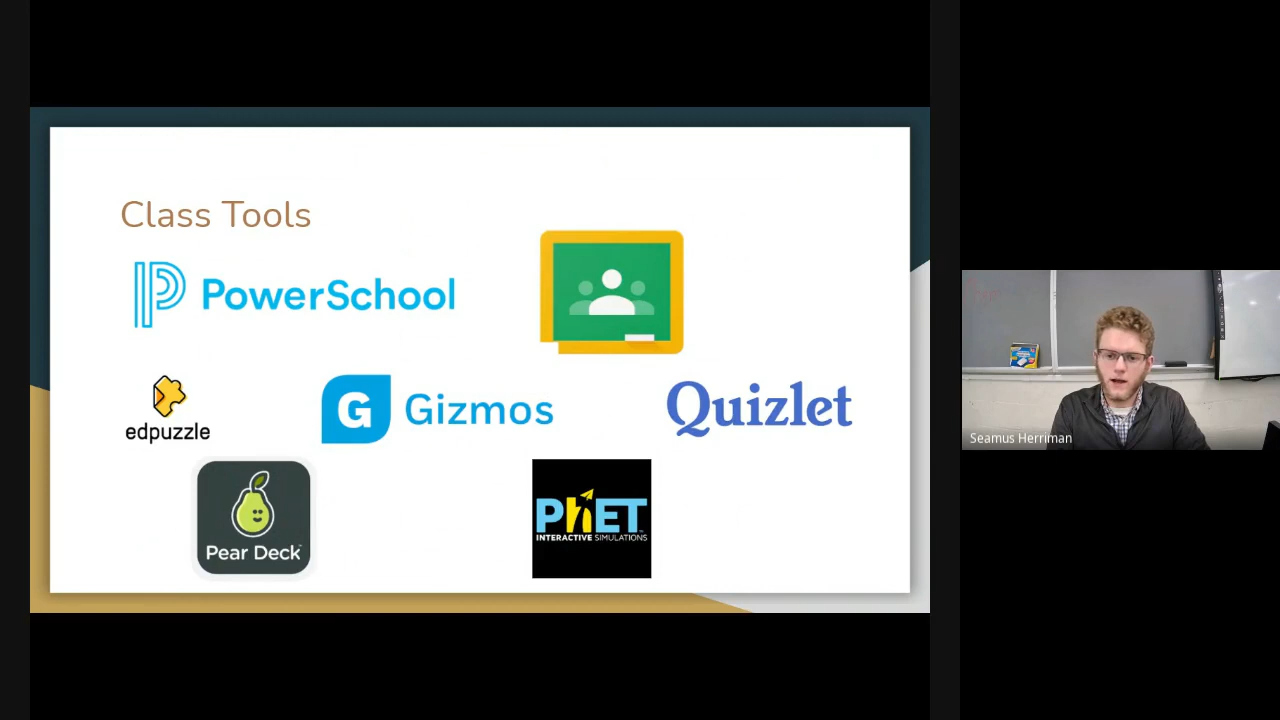 Class Tools
PowerSchool
edpuzzle
G Gizmos
Quizlet
Pear Deck
PhET
INTERACTIVE SIMULATIONS
Seamus Herriman